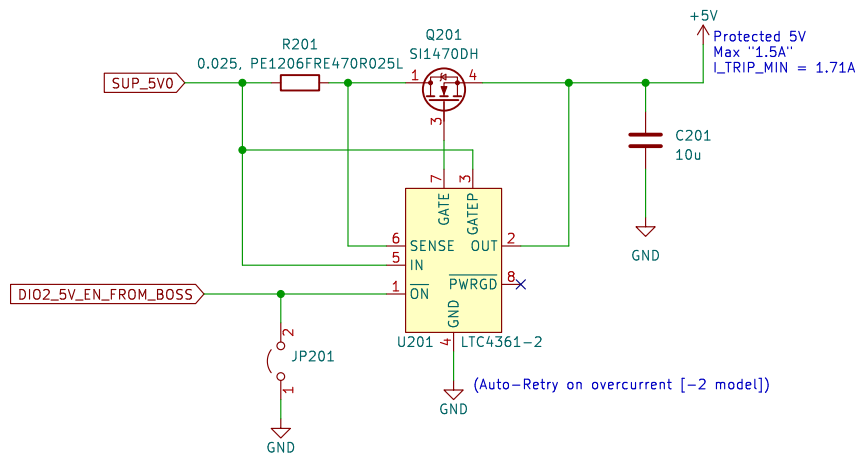 +5V
Q201
SI1470DH
Protected 5V
Max "1.5A"
I_TRIP_MIN = 1.71A
R201
0.025, PE1206FRE470R025L
SUP_5V0
1
4
3
C201
10u
GND
7
3
GATE
GATEP
6
SENSE
OUT
2
5
IN
PWRGD
8
DIO2_5V_EN_FROM_BOSS
1
ON
GND
U201
4
LTC4361-2
2
JP201
1
GND
(Auto-Retry on overcurrent [-2 model])
GND